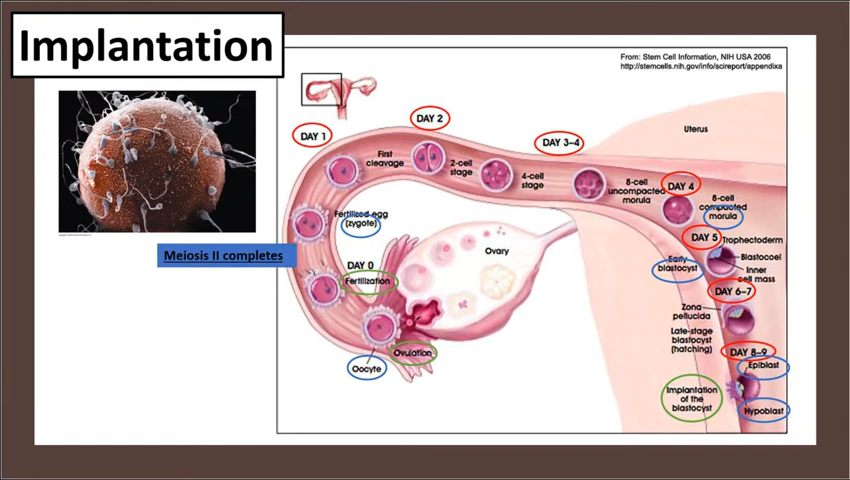 Implantation
From: Stem Cell Information, NIH USA 2006
http://stemcells.nih.gov/info/scireport/appendixa
DAY 1
DAY 2
DAY 3–4
Uterus
First
cleavage
2-cell
stage
4-cell
stage
8-cell
uncompacted
morula
DAY 4
8-cell
compacted
morula
Fertilized egg
(zygote)
Meiosis II completes
DAY 0
Fertilization
Ovary
DAY 5
Trophectoderm
Early
blastocyst
Blastocoel
Inner
cell mass
DAY 6–7
Zona
pellucida
Late-stage
blastocyst
(hatching)
Ovulation
Oocyte
DAY 8–9
Epiblast
Implantation
of the
blastocyst
Hypoblast